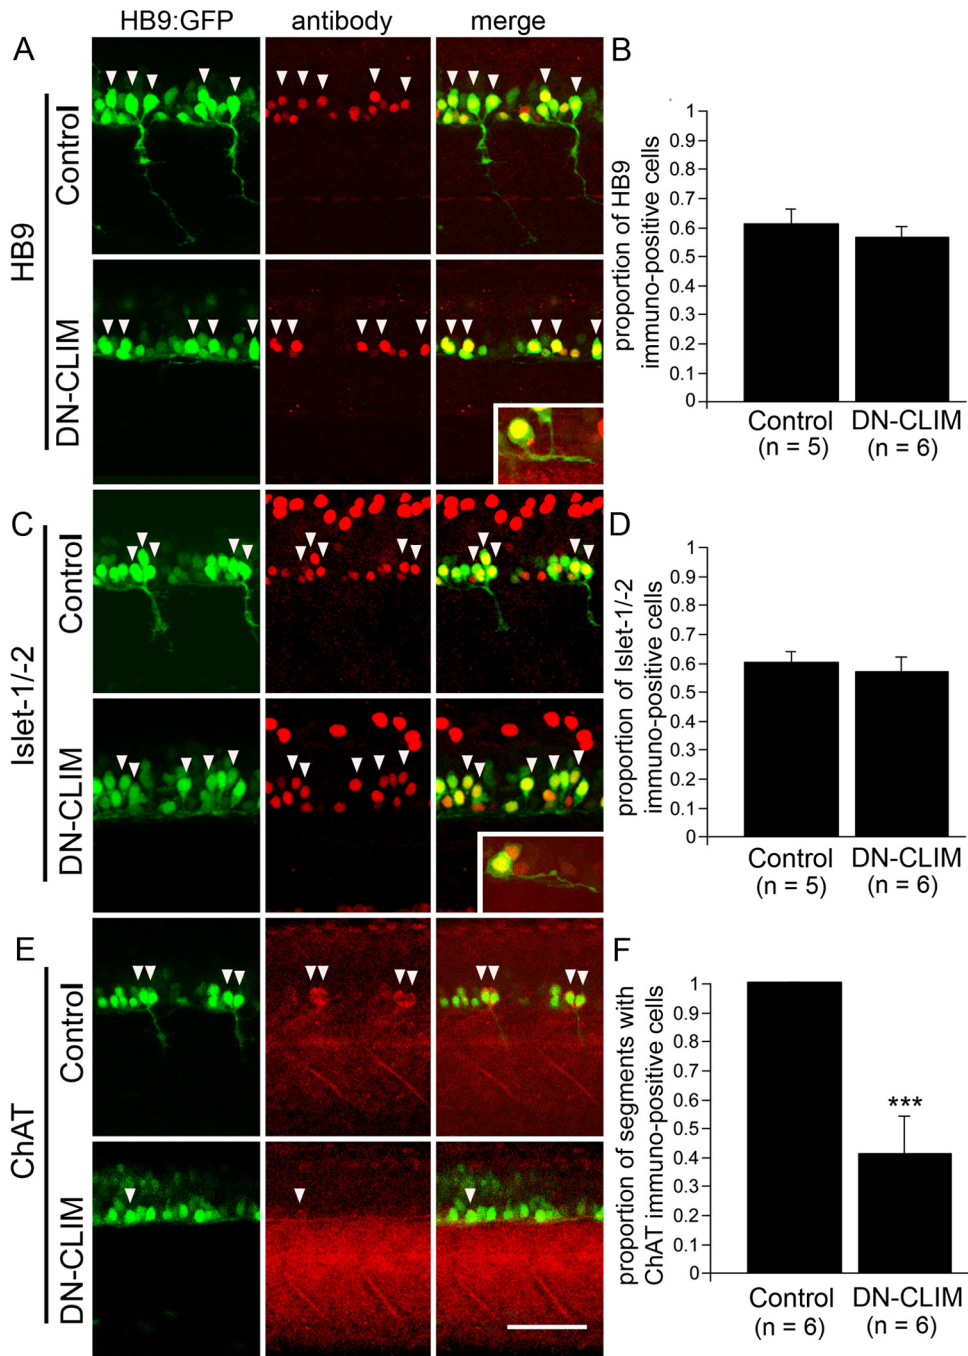 HB9:GFP antibody merge
A
HB9
Control
DN-CLIM
B
proportion of HB9
immuno-positive cells
1
0.9
0.8
0.7
0.6
0.5
0.4
0.3
0.2
0.1
0
Control DN-CLIM
(n = 5) (n = 6)
C
Islet-1/-2
Control
DN-CLIM
D
proportion of Islet-1/-2
immuno-positive cells
1
0.9
0.8
0.7
0.6
0.5
0.4
0.3
0.2
0.1
0
Control DN-CLIM
(n = 5) (n = 6)
E
ChAT
Control
DN-CLIM
F
proportion of segments with
ChAT immuno-positive cells
1
0.9
0.8
0.7
0.6
0.5
0.4
0.3
0.2
0.1
0
***
Control DN-CLIM
(n = 6) (n = 6)